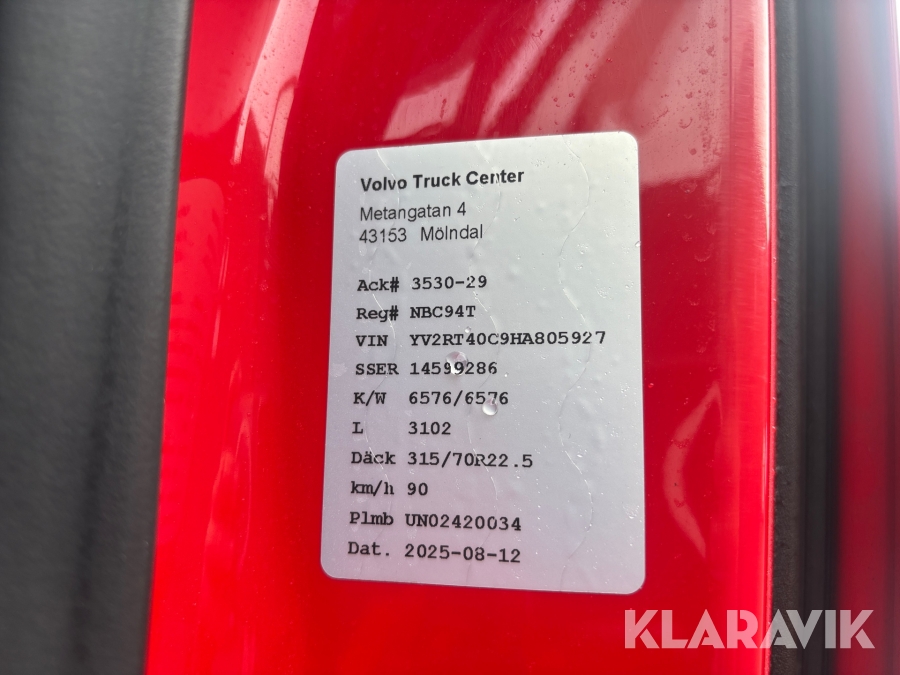 Volvo Truck Center
Metangatan 4
43153 Mölndal
Ack# 3530-29
Reg# NBC94T
VIN YV2RT40C9HA805927
SSER 14599286
K/W 6576/6576
L 3102
Däck 315/70R22.5
km/h 90
Plmb UN02420034
Dat. 2025-08-12
KLARAVIK